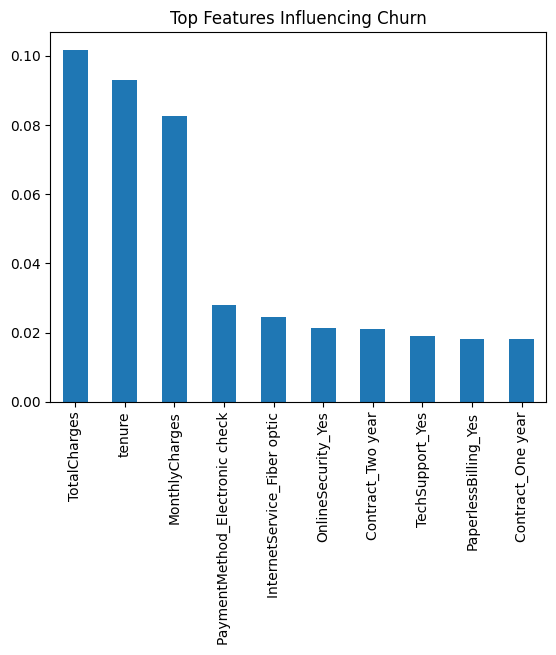 Top Features Influencing Churn
0.10
0.08
0.06
0.04
0.02
0.00
TotalCharges
tenure
MonthlyCharges
PaymentMethod_Electronic check
InternetService_Fiber optic
OnlineSecurity_Yes
Contract_Two year
TechSupport_Yes
PaperlessBilling_Yes
Contract_One year